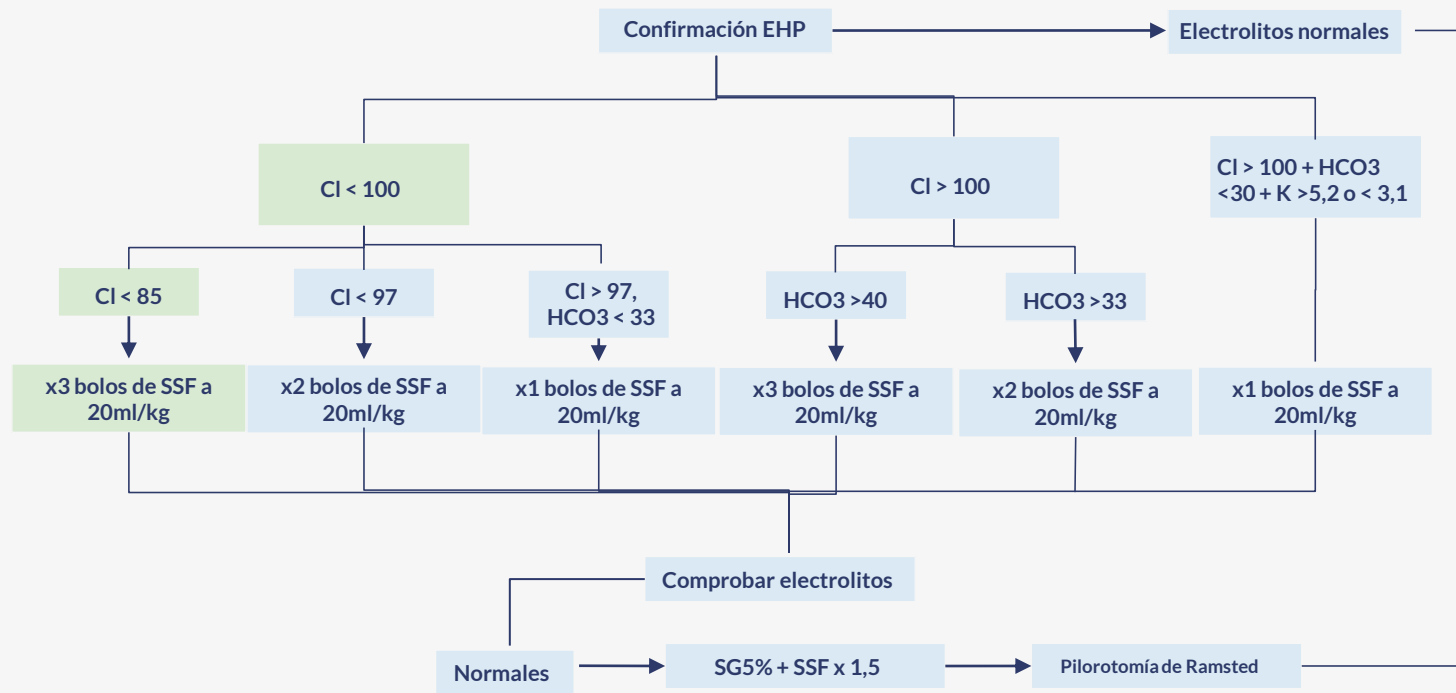 Confirmación EHP
Electrolitos normales
Cl < 100
Cl > 100
Cl > 100 + HCO3
<30 + K >5,2 o < 3,1
Cl < 85
Cl < 97
Cl > 97,
HCO3 < 33
HCO3 >40
HCO3 >33
x3 bolos de SSF a
20ml/kg
x2 bolos de SSF a
20ml/kg
x1 bolos de SSF a
20ml/kg
x3 bolos de SSF a
20ml/kg
x2 bolos de SSF a
20ml/kg
x1 bolos de SSF a
20ml/kg
Comprobar electrolitos
Normales
SG5% + SSF x 1,5
Pilorotomía de Ramsted